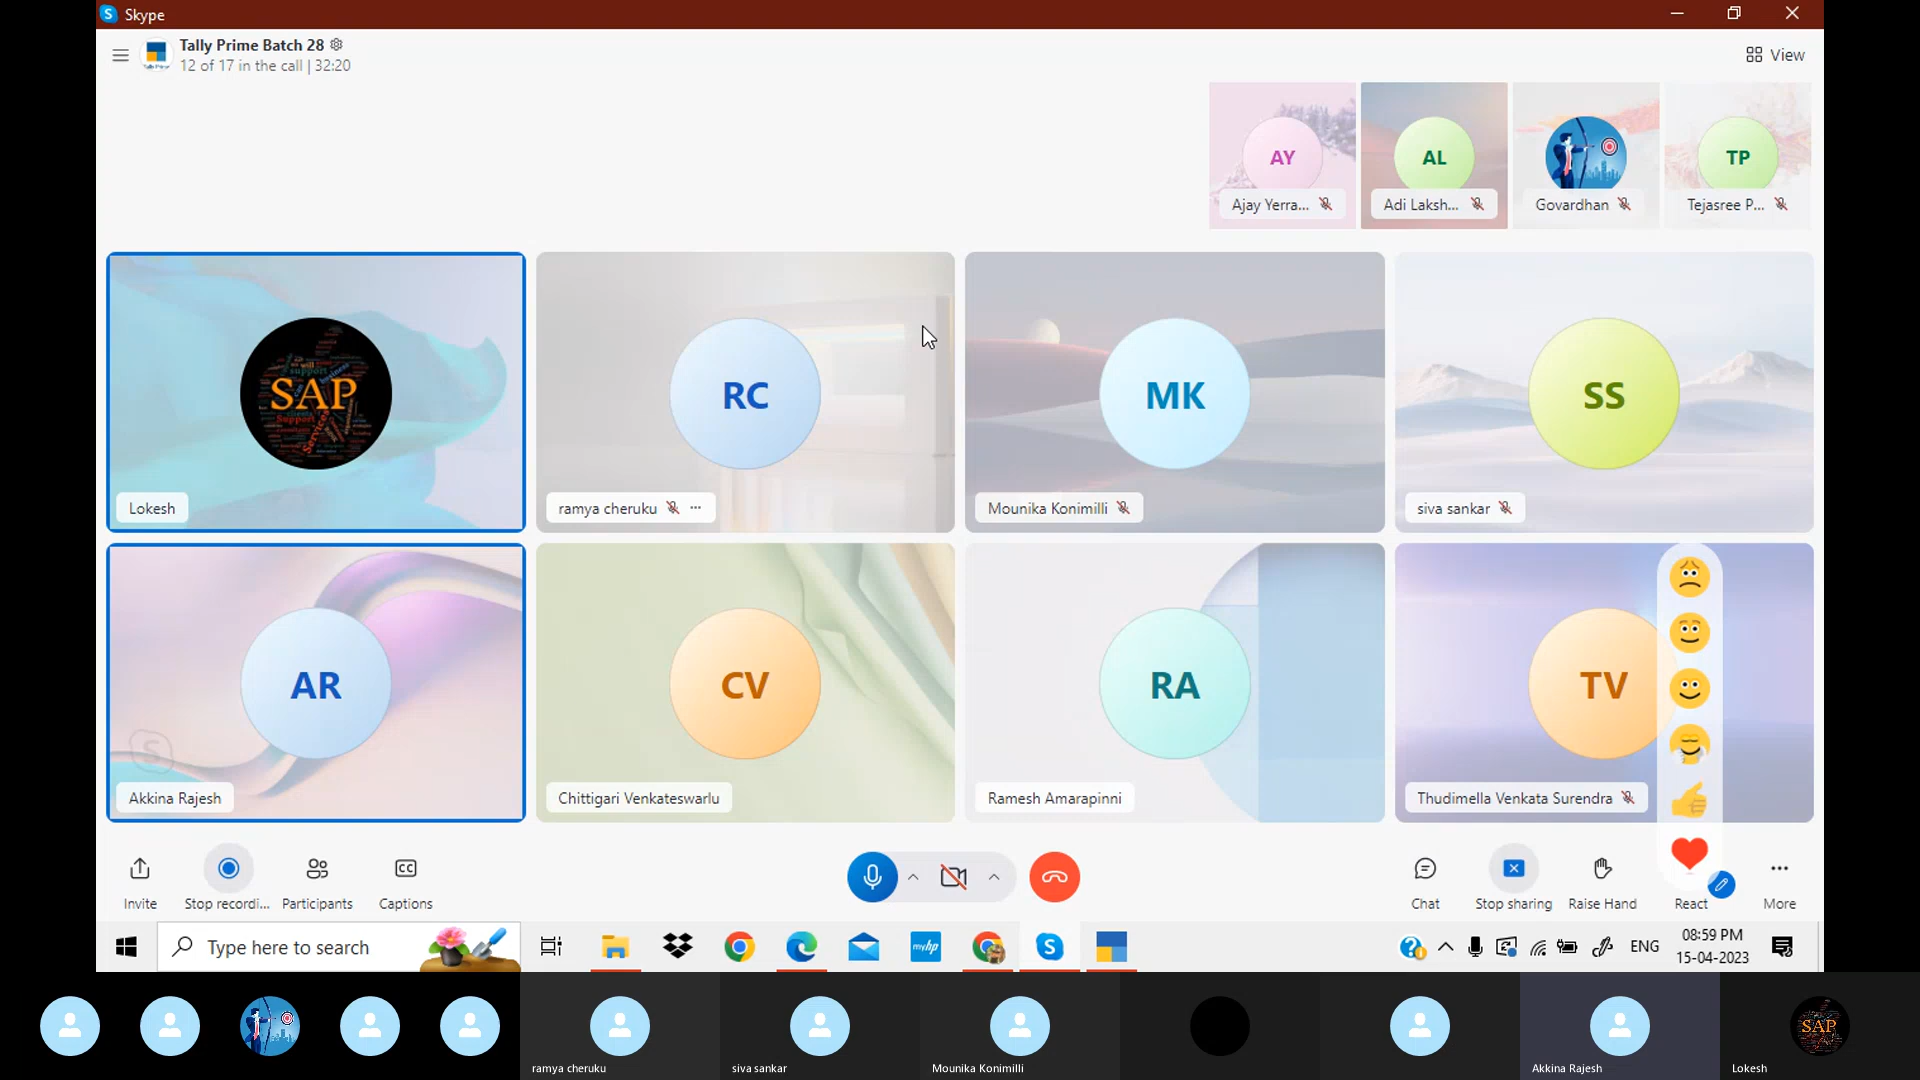 Skype
Tally Prime Batch 28
12 of 17 in the call | 32:20
View
AY
AL
TP
Ajay Yerra...
Adi Laksh...
Govardhan
Tejasree P...
SAP
RC
MK
SS
Lokesh
ramya cheruku
Mounika Konimilli
siva sankar
AR
CV
RA
TV
Akkina Rajesh
Chittigari Venkateswarlu
Ramesh Amarapinni
Thudimella Venkata Surendra
Invite
Stop recordi...
Participants
Captions
Chat
Stop sharing
Raise Hand
React
More
Type here to search
myhp
ENG
08:59 PM
15-04-2023
SAP
ramya cheruku
siva sankar
Mounika Konimilli
Akkina Rajesh
Lokesh